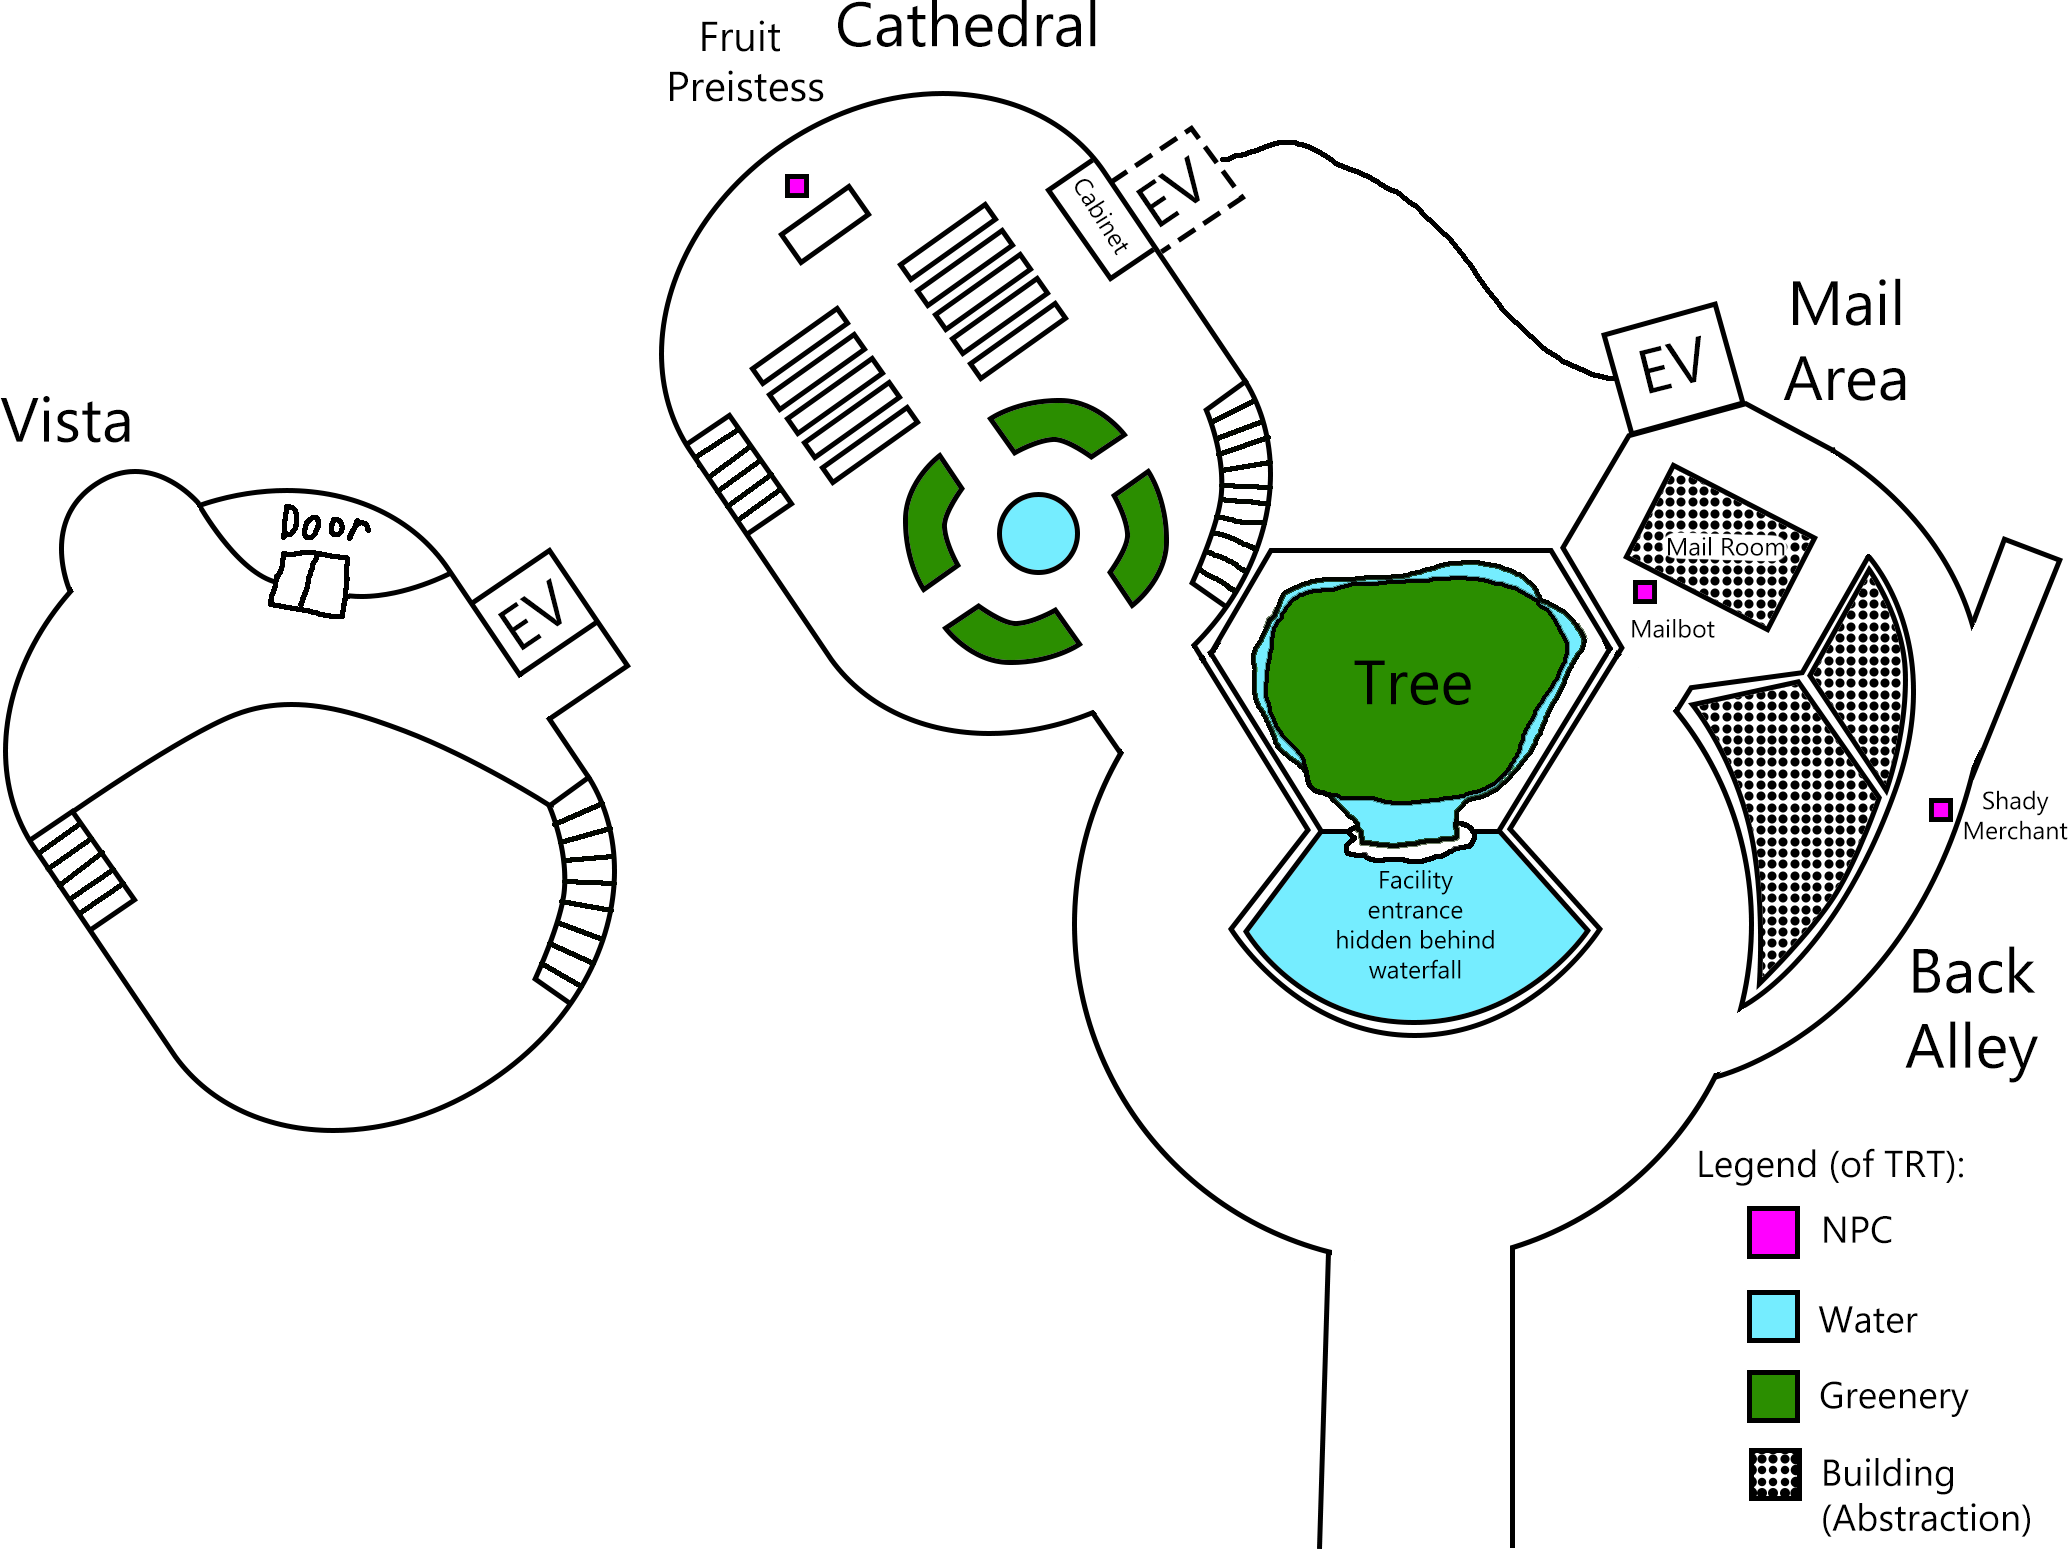 Cathedral
Fruit
Preistess
EV
Cabinet
Mail
Area
EV
Vista
Door
EV
Mail Room
Mailbot
Tree
Shady
Merchant
Facility
entrance
hidden behind
waterfall
Back
Alley
Legend (of TRT):
NPC
Water
Greenery
Building
(Abstraction)